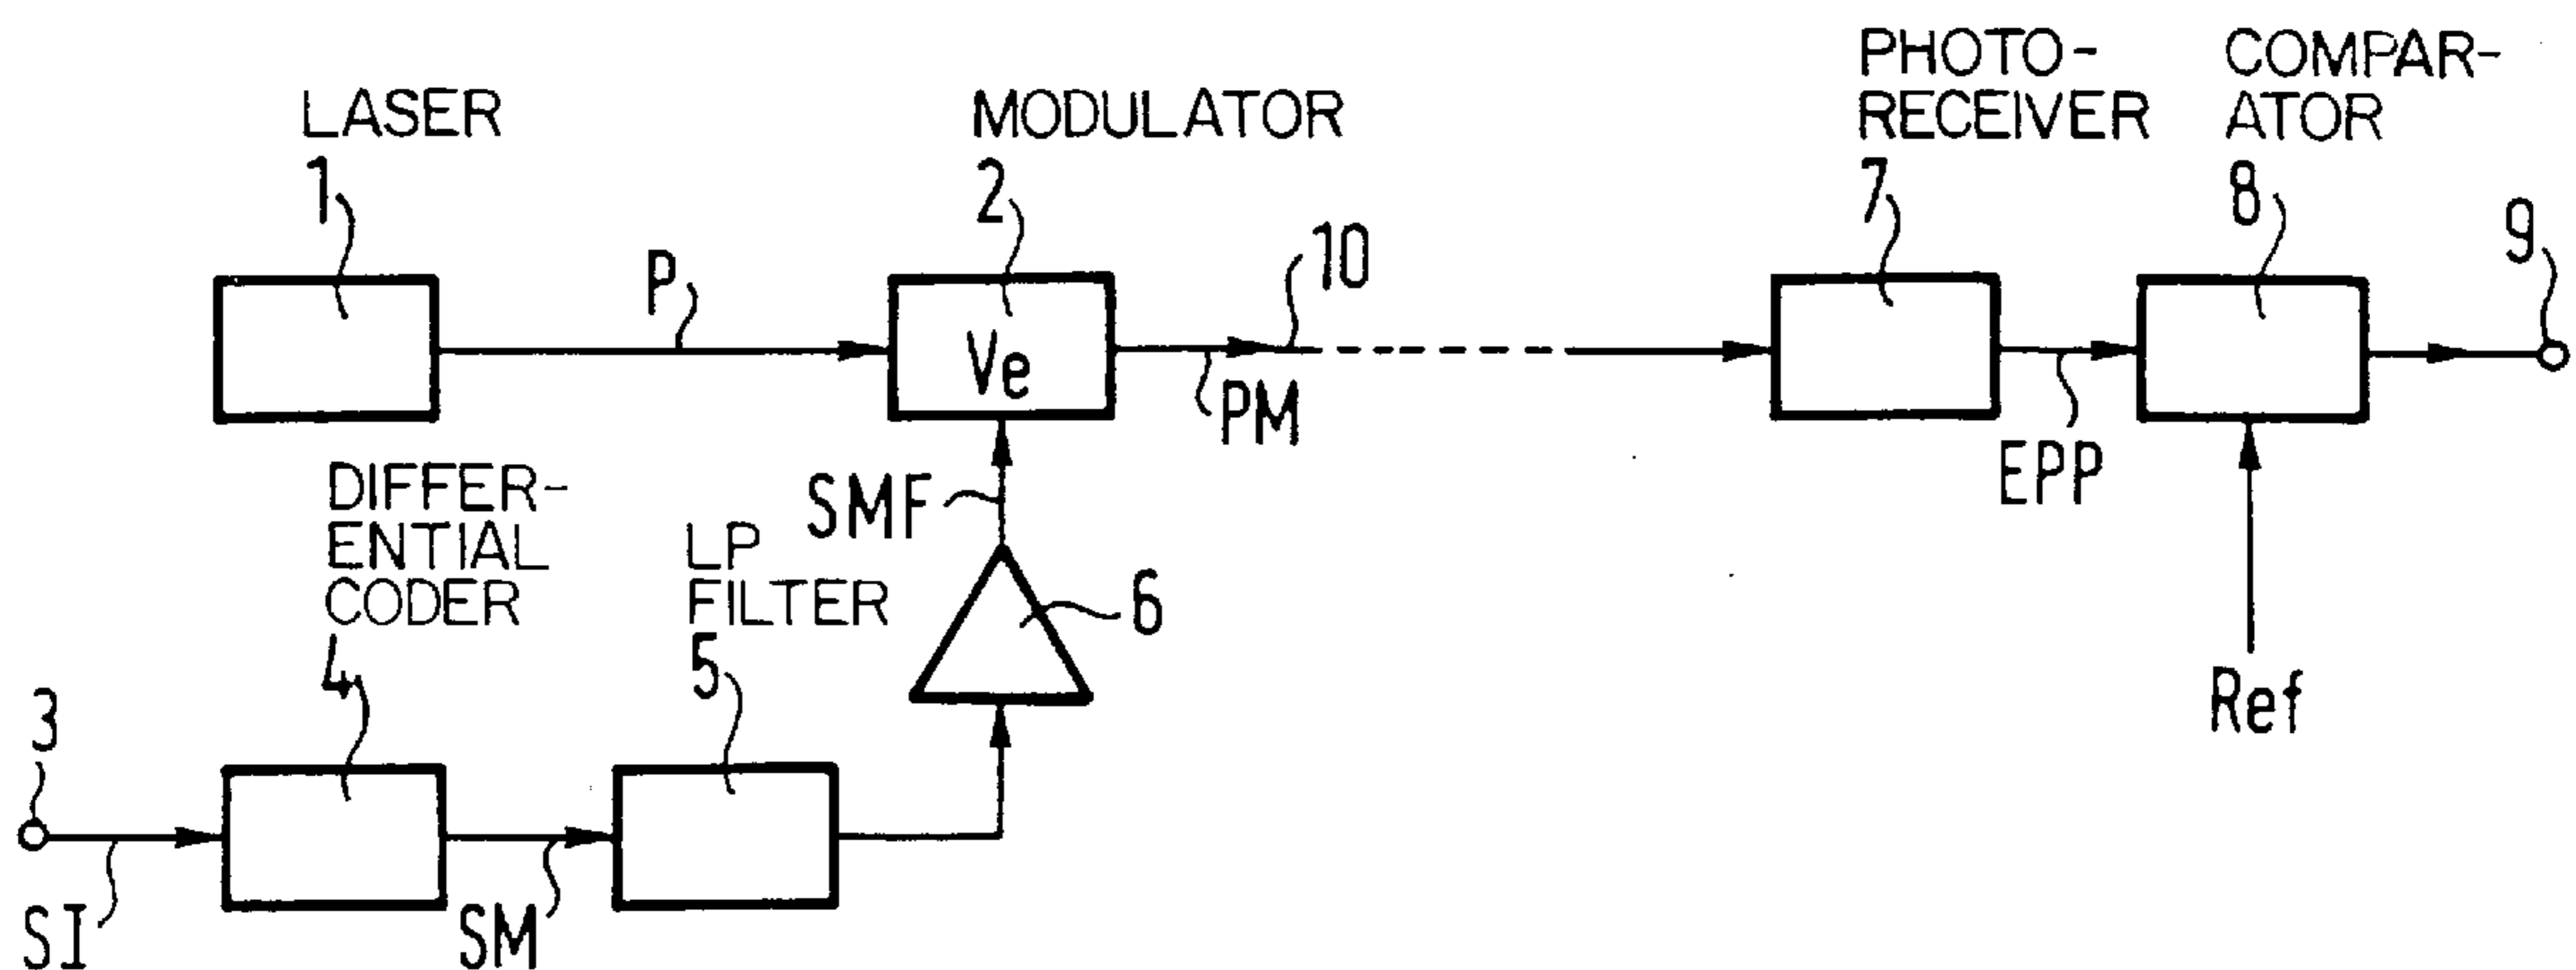 PHOTO-
RECEIVER
7
COMPAR-
ATOR
8
LASER
1
MODULATOR
2
9
P
10
Ve
PM
EPP
SMF
DIFFER-
ENTIAL
CODER
4
LP
FILTER
5
6
Ref
3
SI
SM